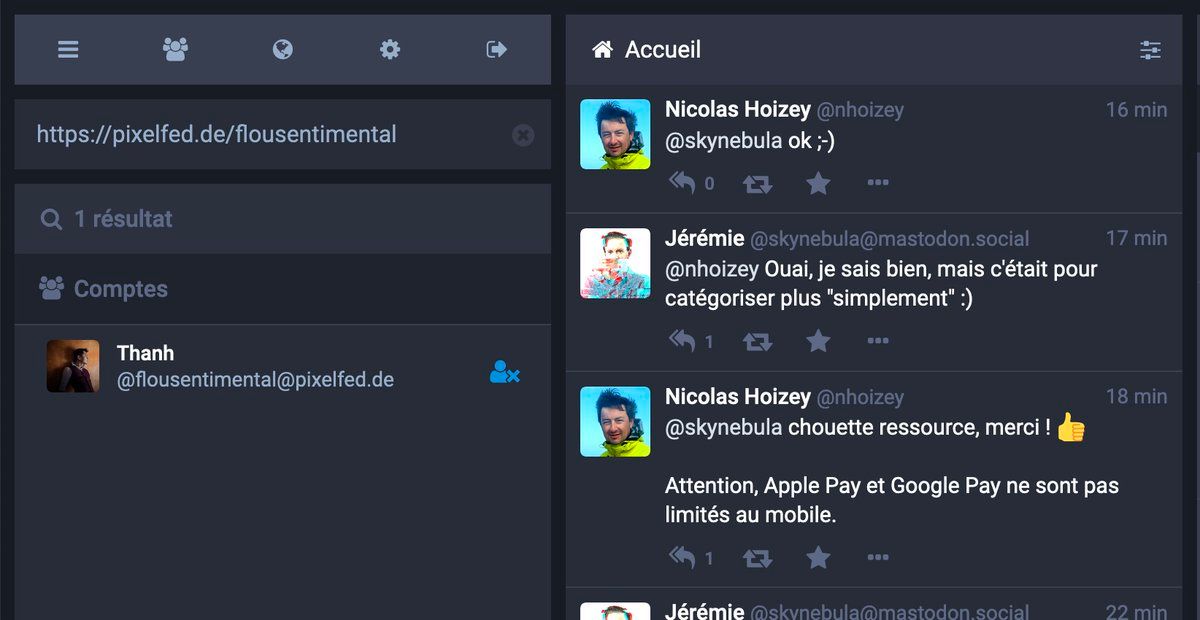 https://pixelfed.de/flousentimental
1 résultat
Comptes
Thanh
@flousentimental@pixelfed.de
Accueil
Nicolas Hoizey @nhoizey 16 min
@skynebula ok ;-)
0
Jérémie @skynebula@mastodon.social 17 min
@nhoizey Ouai, je sais bien, mais c'était pour
catégoriser plus "simplement" :)
1
Nicolas Hoizey @nhoizey 18 min
@skynebula chouette ressource, merci ! 👍
Attention, Apple Pay et Google Pay ne sont pas
limités au mobile.
1
Jérémie @skynebula@mastodon.social 22 min